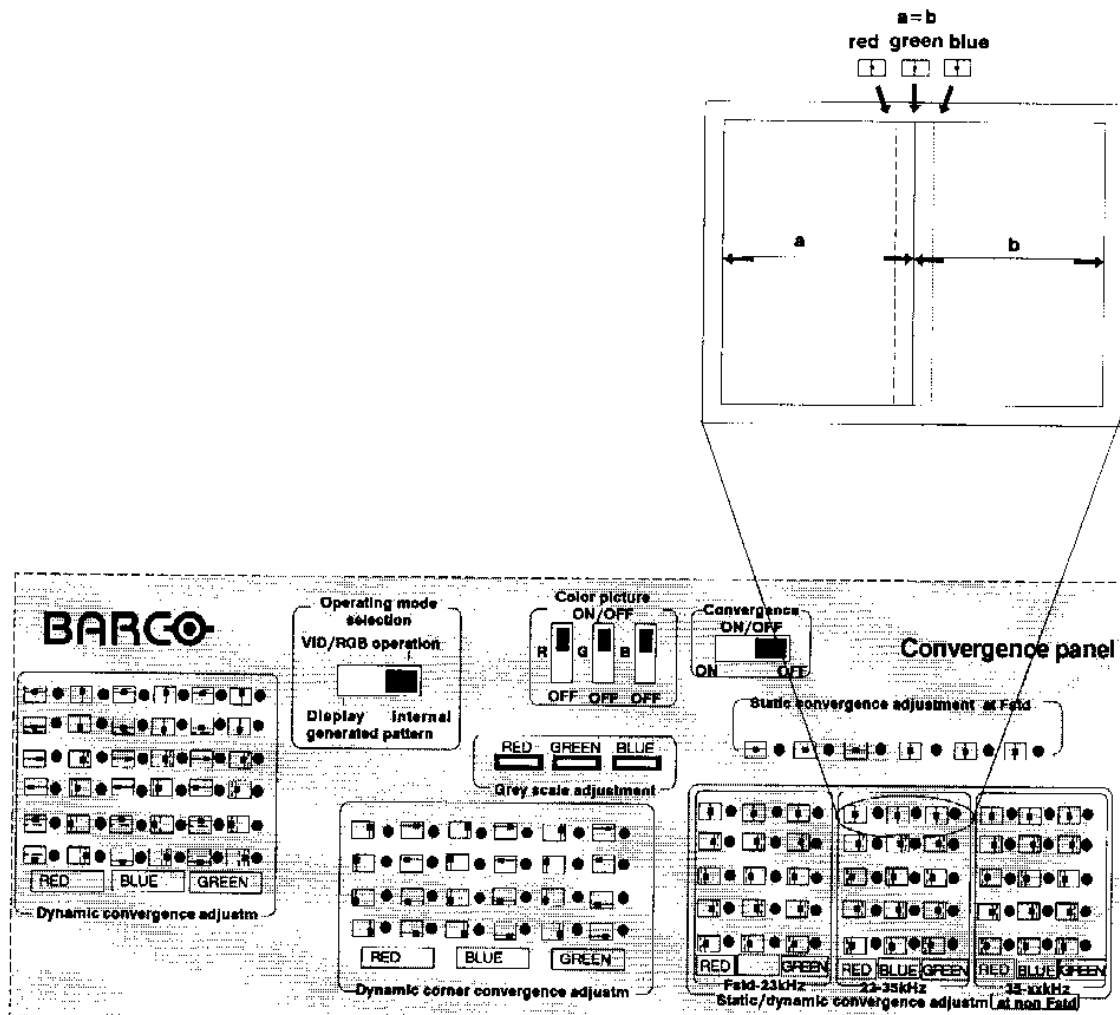 a=b
red green blue
a
b
BARCO
Operating mode
selection
VID/RGB operation
Display Internal
generated pattern
Color picture
ON/OFF
R G B
OFF OFF OFF
Convergence
ON/OFF
ON OFF
Convergence panel
Static convergence adjustment at Fstd
RED GREEN BLUE
Grey scale adjustment
RED BLUE GREEN
Dynamic convergence adjustm
RED BLUE GREEN
Dynamic corner convergence adjustm
RED GREEN RED BLUE GREEN RED BLUE GREEN
Fstd-23kHz 23-35kHz 35-xxkHz
Static/dynamic convergence adjustm at non Fstd